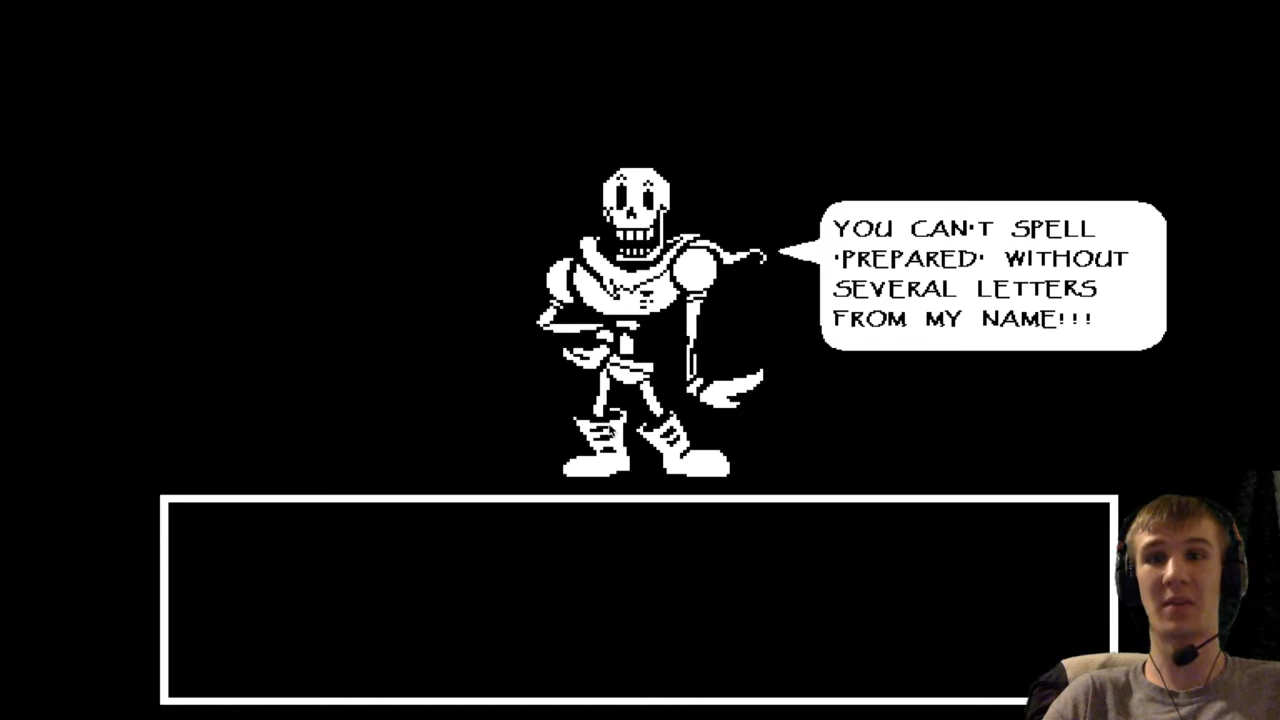 YOU CAN'T SPELL
'PREPARED' WITHOUT
SEVERAL LETTERS
FROM MY NAME!!!